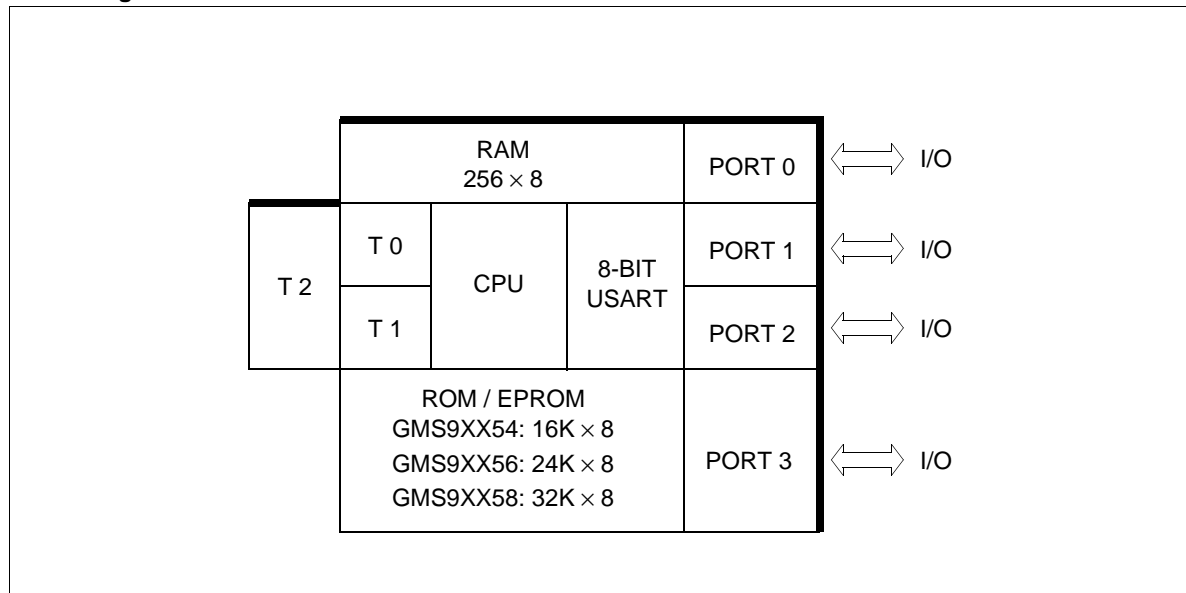 RAM
256 × 8
PORT 0
I/O
T 2
T 0
T 1
CPU
8-BIT
USART
PORT 1
I/O
PORT 2
I/O
ROM / EPROM
GMS9XX54: 16K × 8
GMS9XX56: 24K × 8
GMS9XX58: 32K × 8
PORT 3
I/O